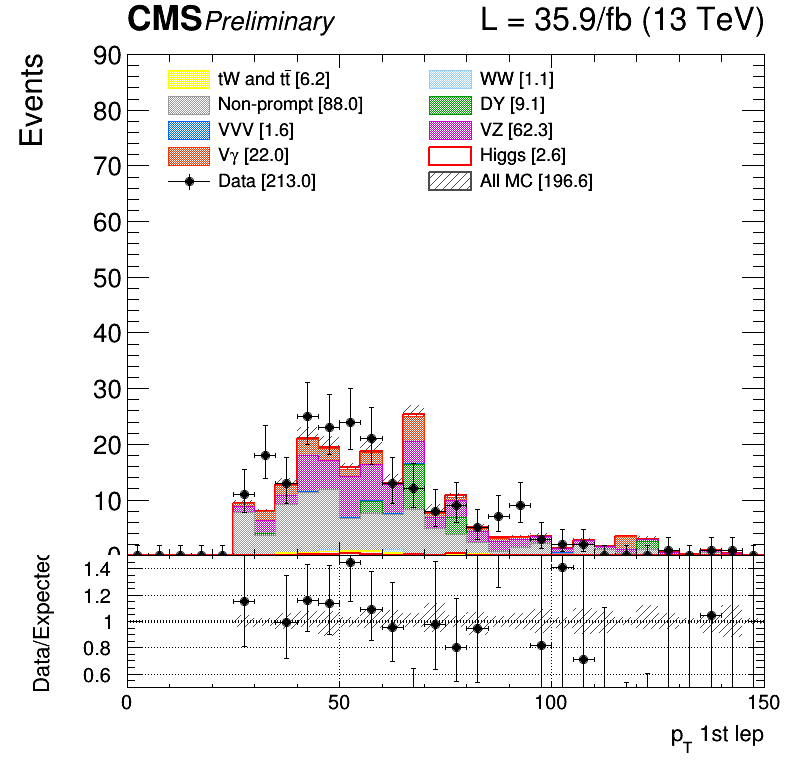 CMS Preliminary L = 35.9/fb (13 TeV)
Events
90
80
70
60
50
40
30
20
10
0
tW and tt̄ [6.2]
Non-prompt [88.0]
VVV [1.6]
Vγ [22.0]
Data [213.0]
WW [1.1]
DY [9.1]
VZ [62.3]
Higgs [2.6]
All MC [196.6]
Data/Expected
1.4
1.2
1
0.8
0.6
0 50 100 150
p_T 1st lep